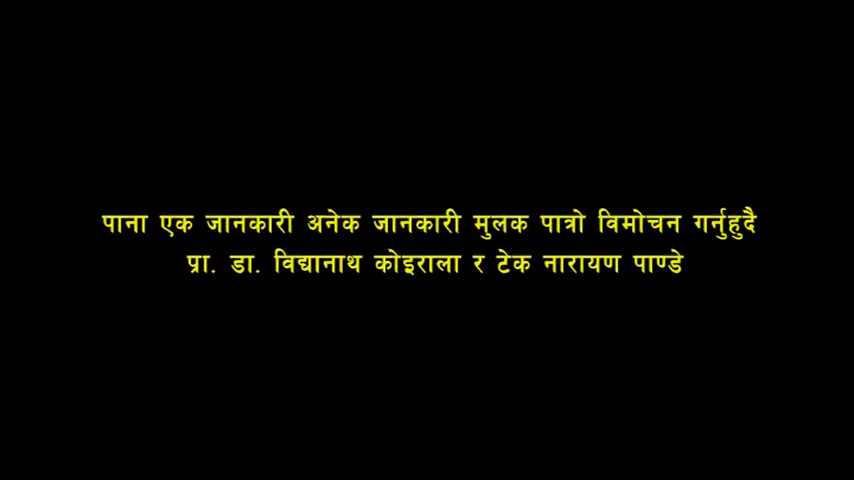 पाना एक जानकारी अनेक जानकारी मुलक पात्रो विमोचन गर्नुहुदै
प्रा. डा. विद्यानाथ कोइराला र टेक नारायण पाण्डे